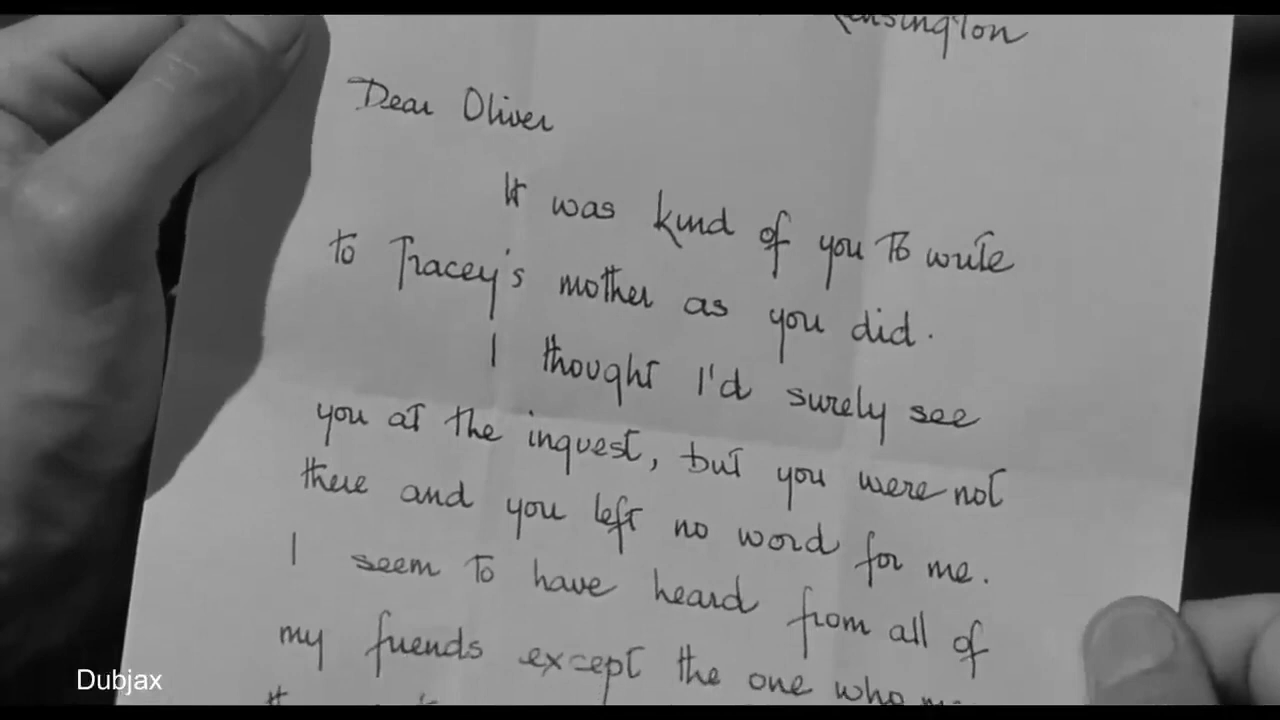 Kensington
Dear Oliver
It was kind of you to write
to Tracey's mother as you did.
I thought I'd surely see
you at the inquest, but you were not
there and you left no word for me.
I seem to have heard from all of
my friends except the one who
Dubjax